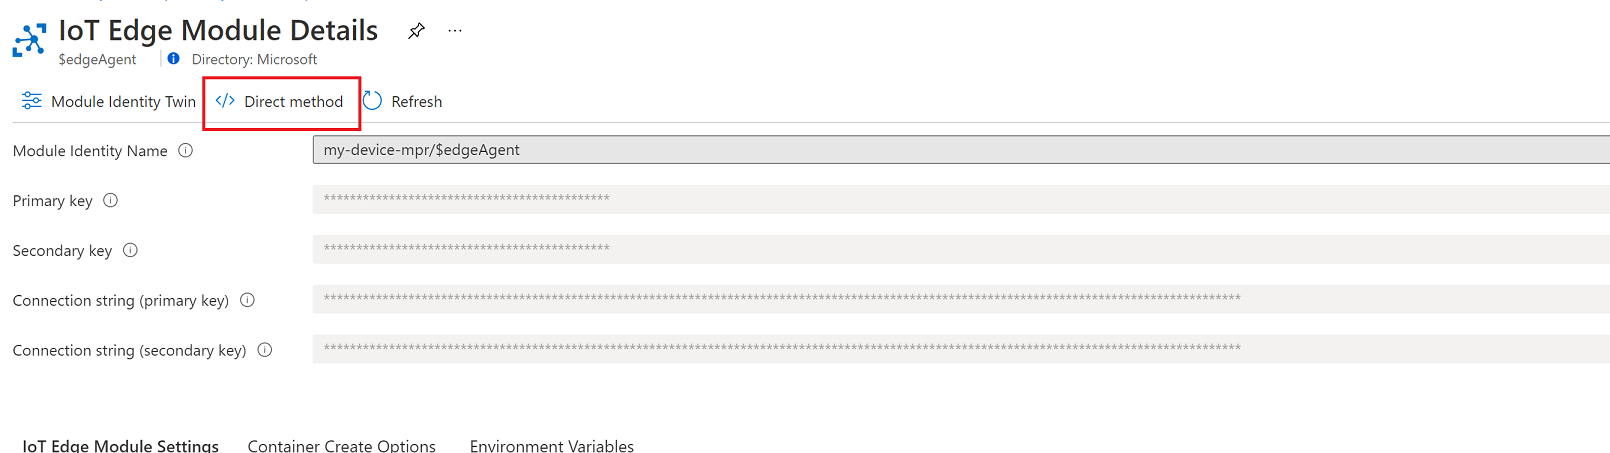 IoT Edge Module Details
$edgeAgent Directory: Microsoft
Module Identity Twin </> Direct method Refresh
Module Identity Name my-device-mpr/$edgeAgent
Primary key ********************************************
Secondary key ********************************************
Connection string (primary key) *********************************************************************************************************************************************
Connection string (secondary key) *********************************************************************************************************************************************
IoT Edge Module Settings Container Create Options Environment Variables